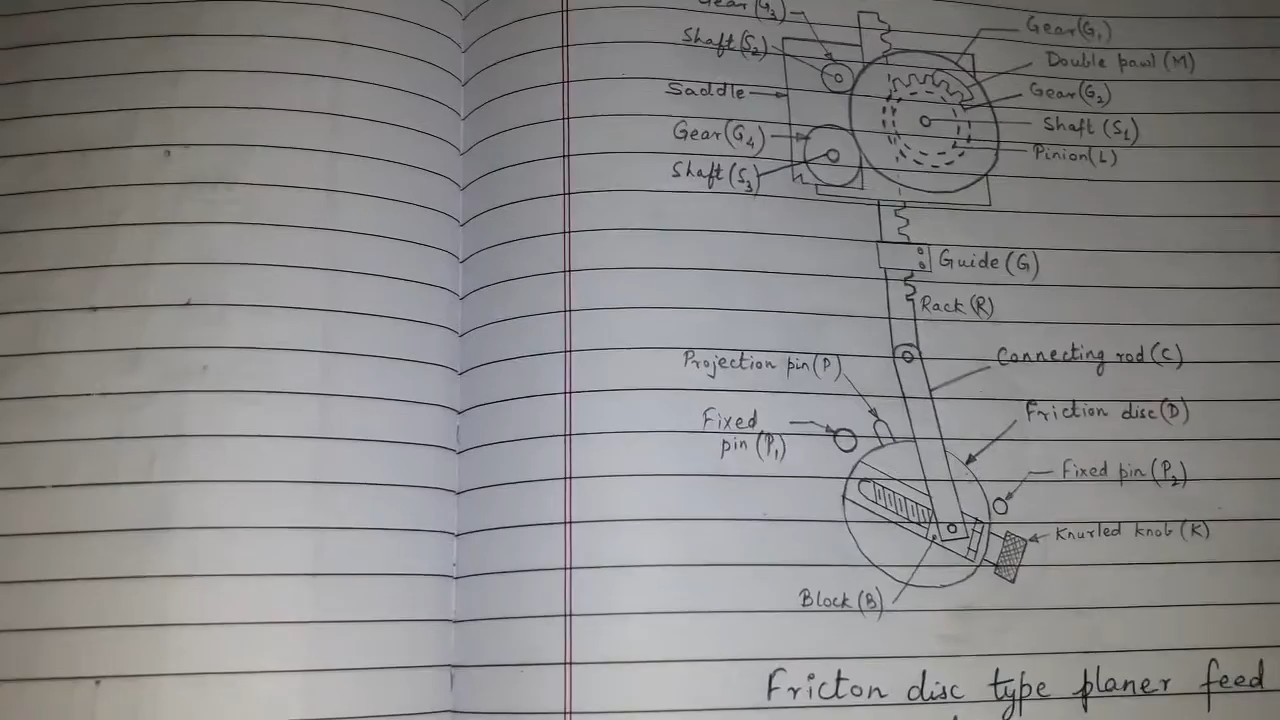 Gear(G3)
Shaft(S2)
Saddle
Gear(G4)
Shaft(S3)
Gear(G1)
Double pawl(M)
Gear(G2)
Shaft(S1)
Pinion(L)
Guide(G)
Rack(R)
Projection pin(P)
Connecting rod(C)
Fixed
pin(P1)
Friction disc(D)
Fixed pin(P2)
Knurled knob(K)
Block(B)
Fricton disc type planer feed